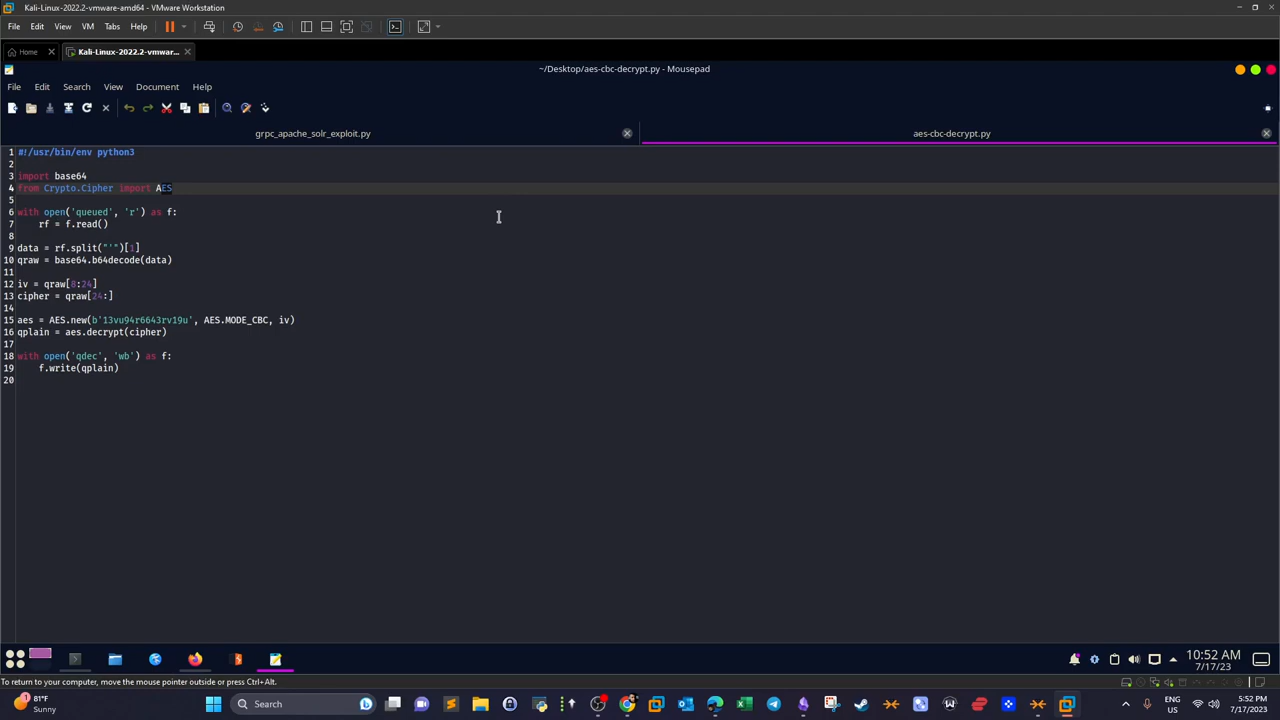 Kali-Linux-2022.2-vmware-amd64 - VMware Workstation
File Edit View VM Tabs Help
Home Kali-Linux-2022.2-vmwar...
~/Desktop/aes-cbc-decrypt.py - Mousepad
File Edit Search View Document Help
grpc_apache_solr_exploit.py aes-cbc-decrypt.py
1 #!/usr/bin/env python3
2
3 import base64
4 from Crypto.Cipher import AES
5
6 with open('queued', 'r') as f:
7 rf = f.read()
8
9 data = rf.split("'")[1]
10 qraw = base64.b64decode(data)
11
12 iv = qraw[8:24]
13 cipher = qraw[24:]
14
15 aes = AES.new(b'13vu94r6643rv19u', AES.MODE_CBC, iv)
16 qplain = aes.decrypt(cipher)
17
18 with open('qdec', 'wb') as f:
19 f.write(qplain)
20
10:52 AM
7/17/23
To return to your computer, move the mouse pointer outside or press Ctrl+Alt.
1
81°F
Sunny
Search
ENG
US
5:52 PM
7/17/2023